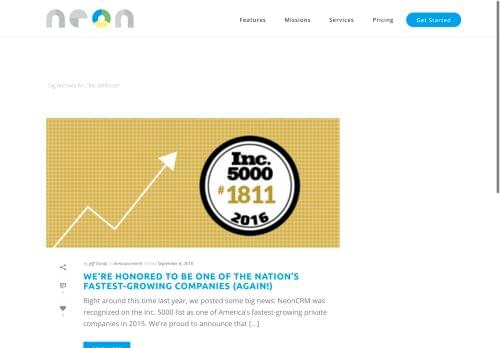 neon
Features Missions Services Pricing Get Started
Tag Archives for: "Inc. 5000 List"
Inc.
5000
#1811
2016
By Jeff Gordy In Announcement Posted September 8, 2016
WE'RE HONORED TO BE ONE OF THE NATION'S
FASTEST-GROWING COMPANIES (AGAIN!)
Right around this time last year, we posted some big news: NeonCRM was
recognized on the Inc. 5000 list as one of America's fastest-growing private
companies in 2015. We're proud to announce that [...]